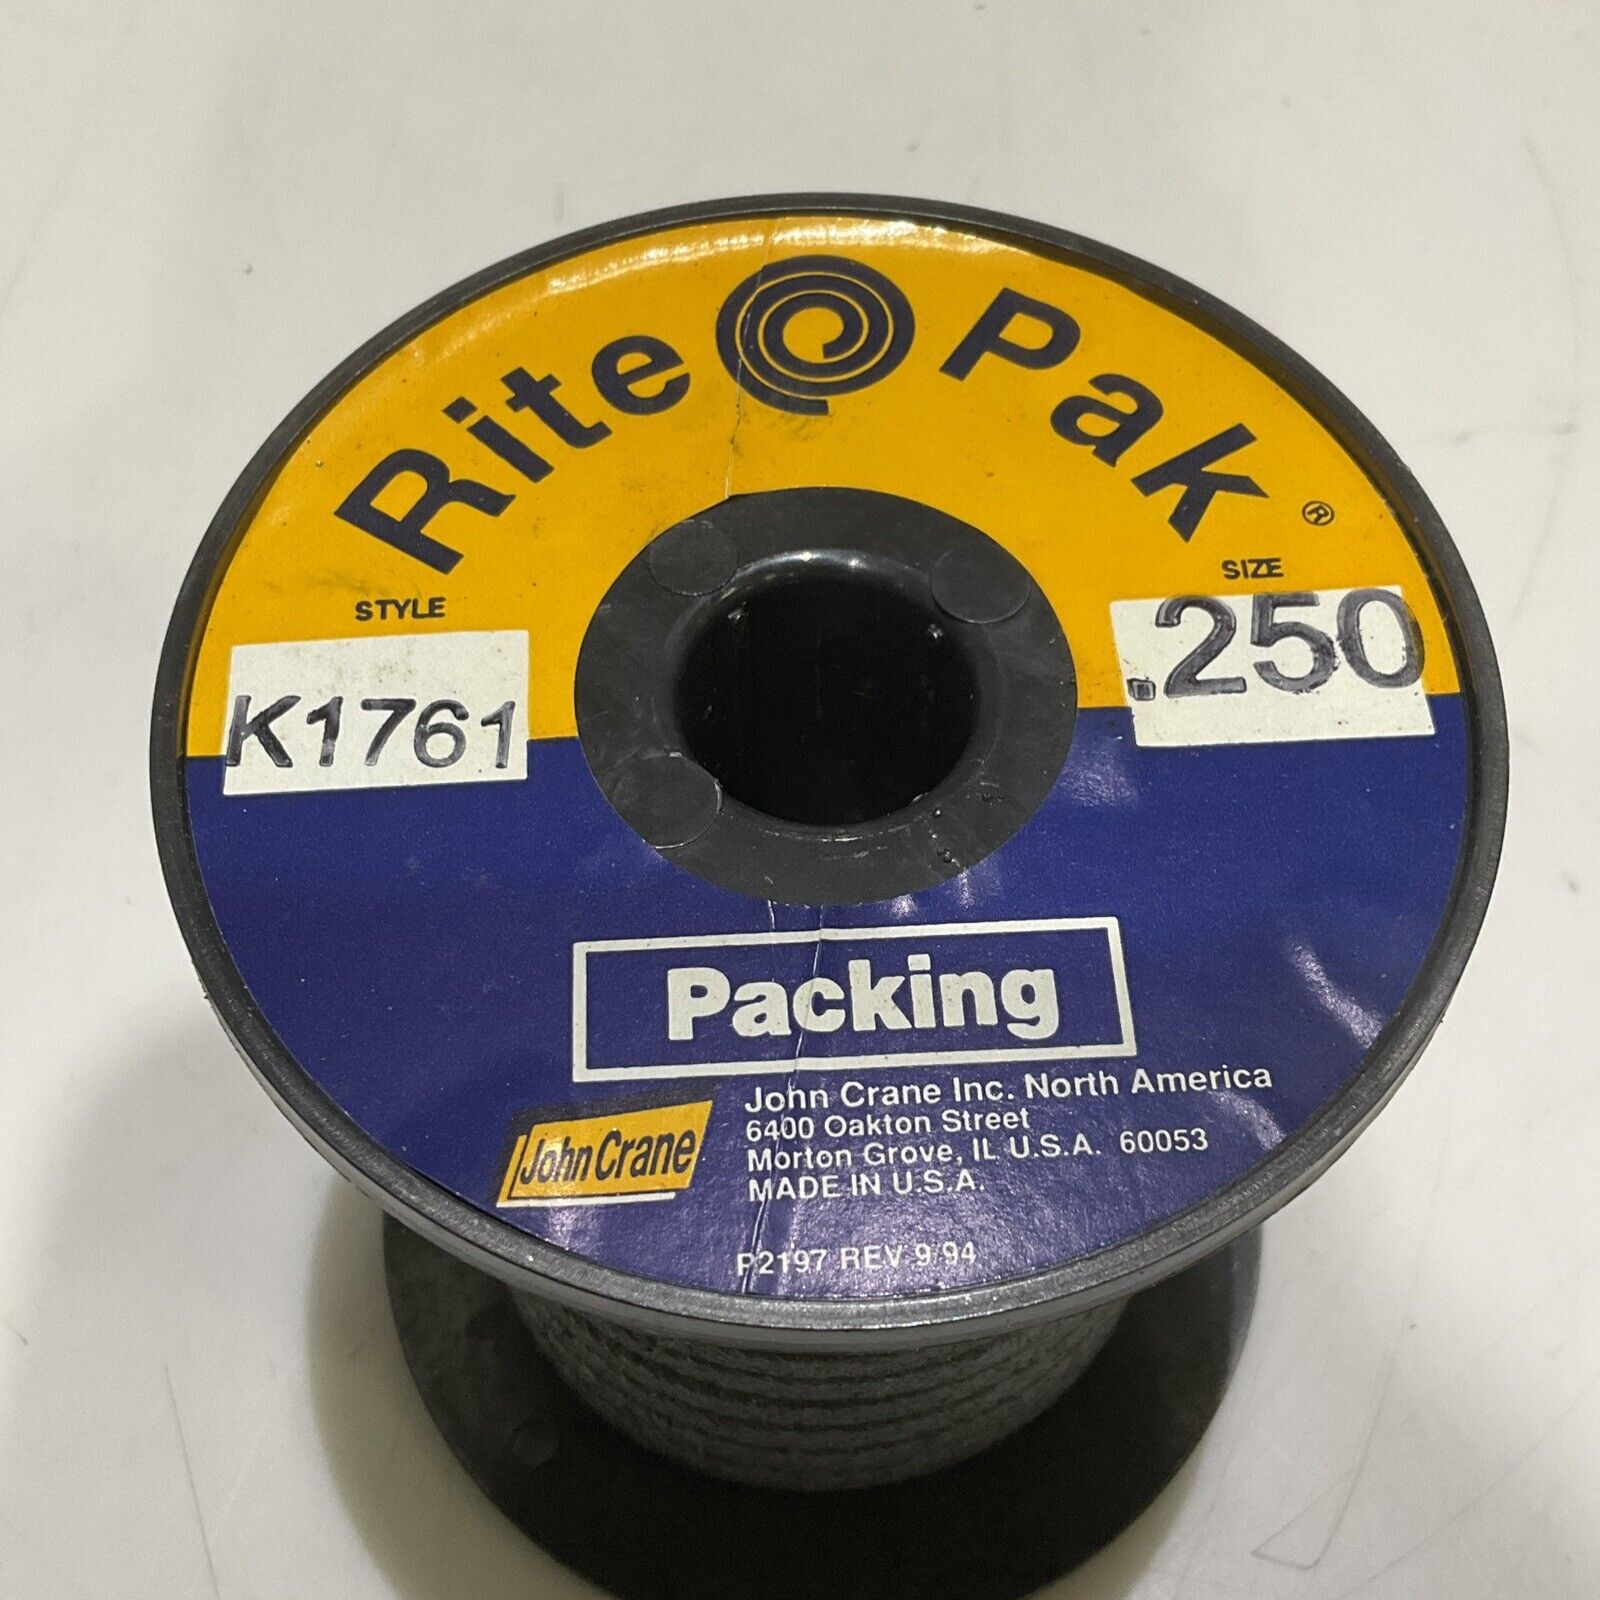 Rite Pak®
STYLE
K1761
SIZE
.250
Packing
John Crane
John Crane Inc. North America
6400 Oakton Street
Morton Grove, IL U.S.A. 60053
MADE IN U.S.A.
P2197 REV 9/94